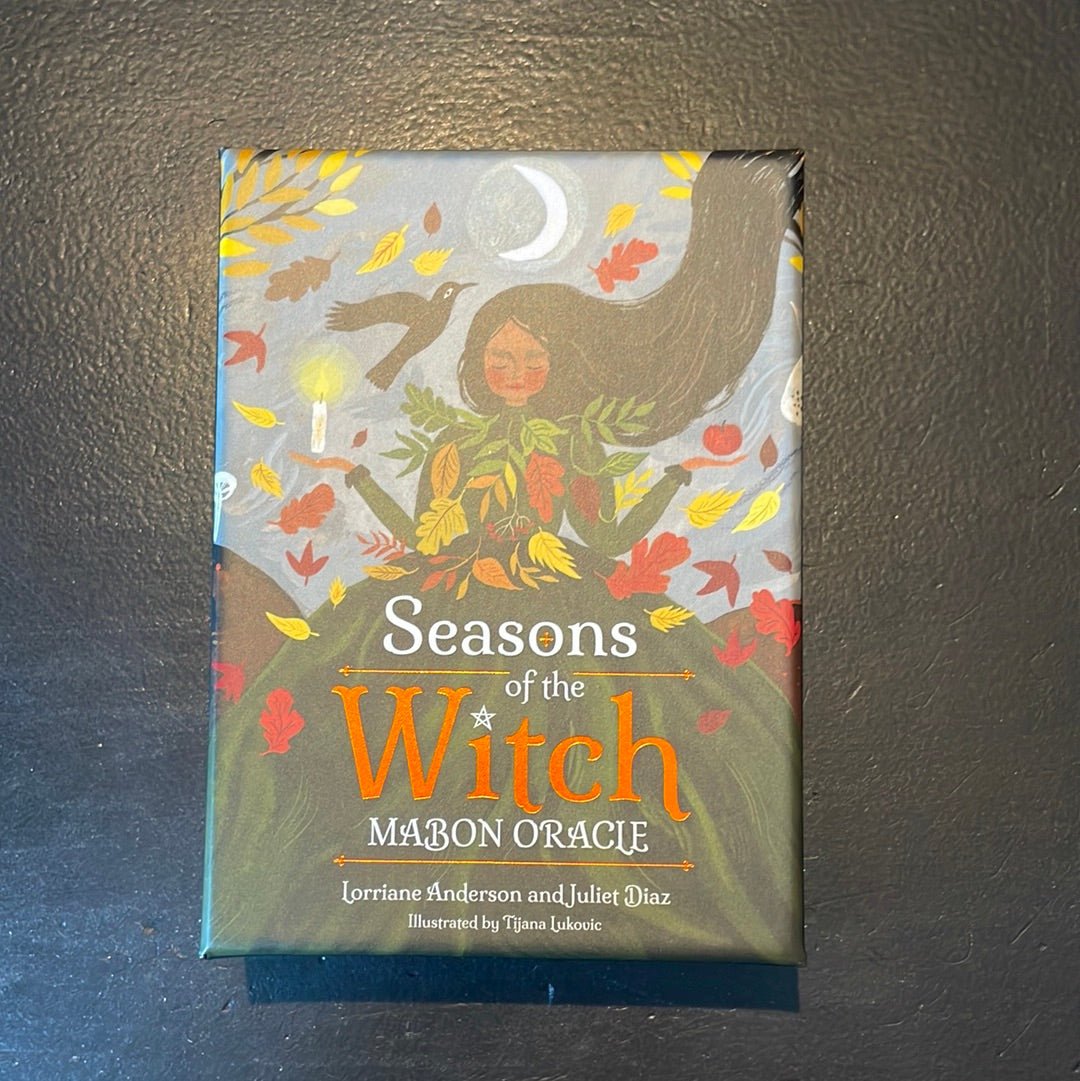 Seasons
of the
Witch
MABON ORACLE
Lorriane Anderson and Juliet Diaz
Illustrated by Tijana Lukovic